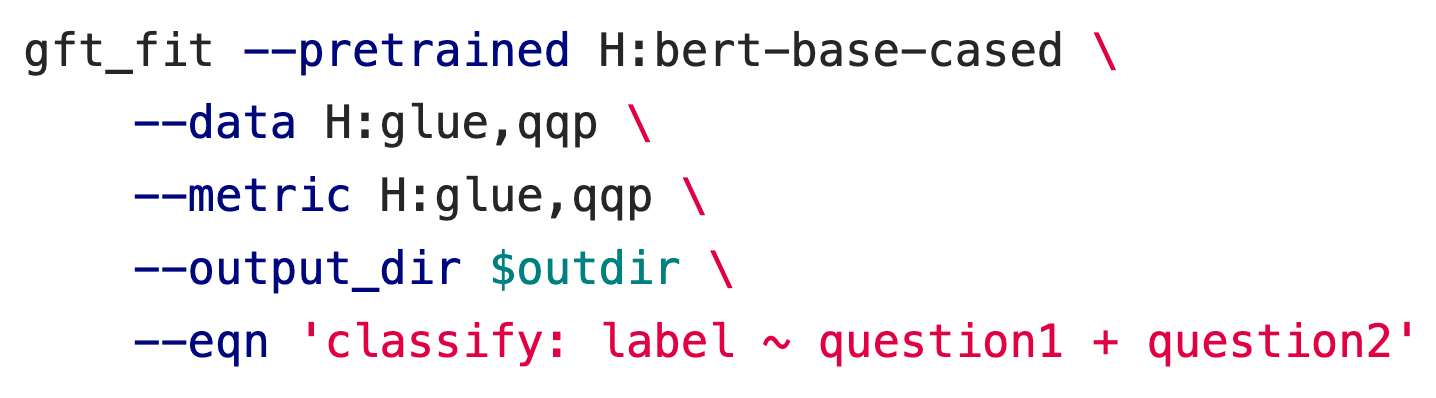 gft_fit --pretrained H:bert-base-cased \
--data H:glue,qqp \
--metric H:glue,qqp \
--output_dir $outdir \
--eqn 'classify: label ~ question1 + question2'